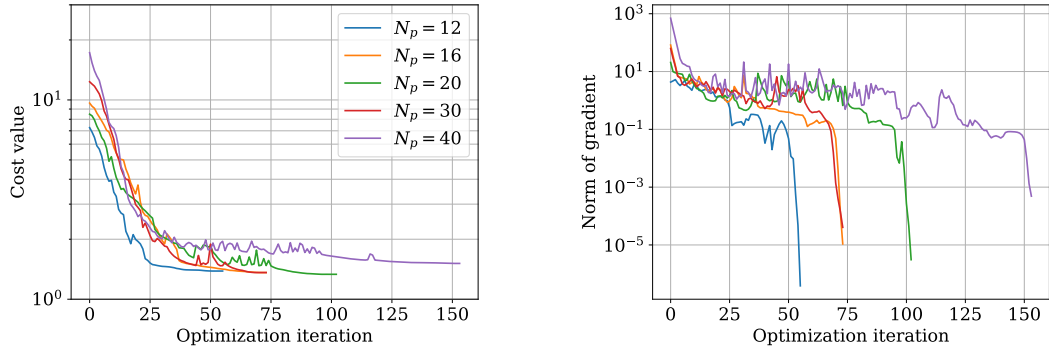 Cost value
10^1
10^0
0 25 50 75 100 125 150
Optimization iteration
N_p = 12
N_p = 16
N_p = 20
N_p = 30
N_p = 40
Norm of gradient
10^3
10^1
10^{-1}
10^{-3}
10^{-5}
0 25 50 75 100 125 150
Optimization iteration